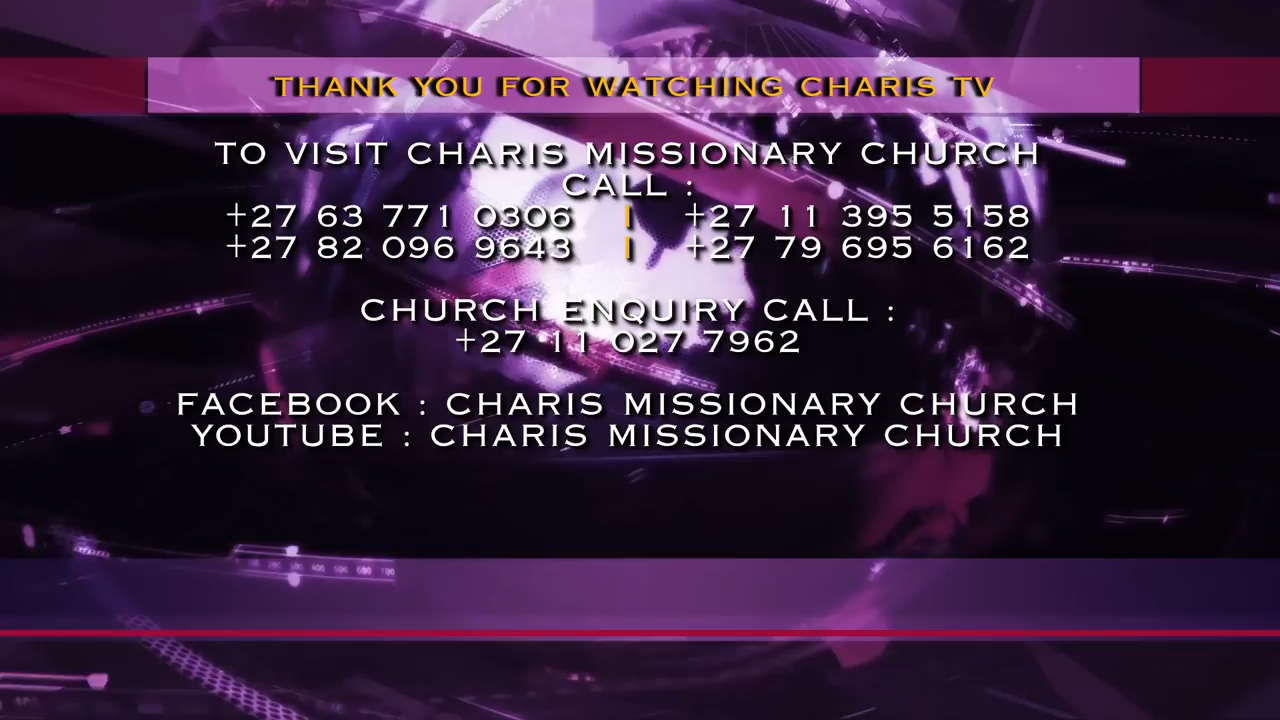 THANK YOU FOR WATCHING CHARIS TV
TO VISIT CHARIS MISSIONARY CHURCH
CALL :
+27 63 771 0306 | +27 11 395 5158
+27 82 096 9643 | +27 79 695 6162
CHURCH ENQUIRY CALL :
+27 11 027 7962
FACEBOOK : CHARIS MISSIONARY CHURCH
YOUTUBE : CHARIS MISSIONARY CHURCH